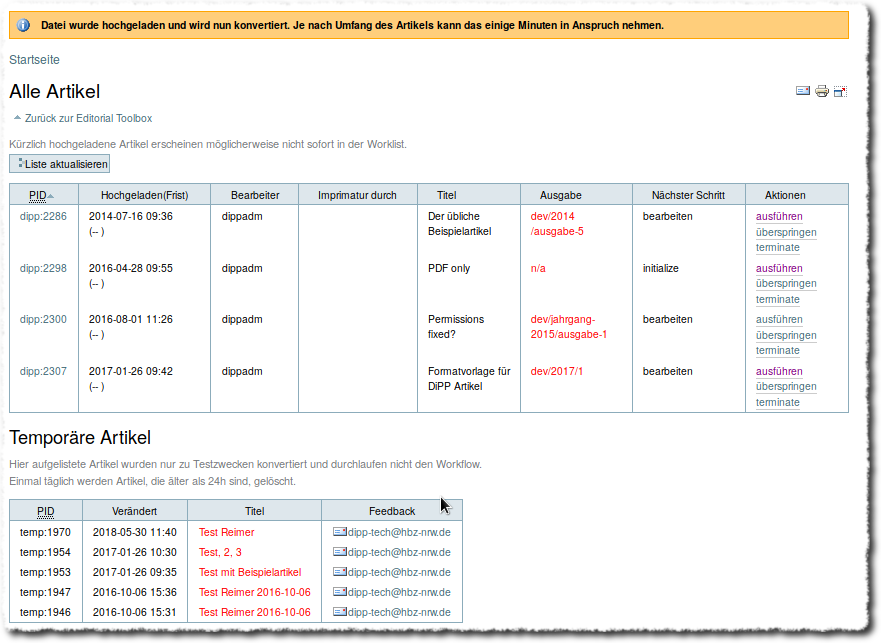 Datei wurde hochgeladen und wird nun konvertiert. Je nach Umfang des Artikels kann das einige Minuten in Anspruch nehmen.
Startseite
Alle Artikel
Zurück zur Editorial Toolbox
Kürzlich hochgeladene Artikel erscheinen möglicherweise nicht sofort in der Worklist.
Liste aktualisieren
PID Hochgeladen(Frist) Bearbeiter Imprimatur durch Titel Ausgabe Nächster Schritt Aktionen
dipp:2286 2014-07-16 09:36 dippadm Der übliche dev/2014 bearbeiten ausführen
(-- ) Beispielartikel /ausgabe-5 überspringen
terminate
dipp:2298 2016-04-28 09:55 dippadm PDF only n/a initialize ausführen
(-- ) überspringen
terminate
dipp:2300 2016-08-01 11:26 dippadm Permissions dev/jahrgang- bearbeiten ausführen
(-- ) fixed? 2015/ausgabe-1 überspringen
terminate
dipp:2307 2017-01-26 09:42 dippadm Formatvorlage für dev/2017/1 bearbeiten ausführen
(-- ) DiPP Artikel überspringen
terminate
Temporäre Artikel
Hier aufgelistete Artikel wurden nur zu Testzwecken konvertiert und durchlaufen nicht den Workflow.
Einmal täglich werden Artikel, die älter als 24h sind, gelöscht.
PID Verändert Titel Feedback
temp:1970 2018-05-30 11:40 Test Reimer dipp-tech@hbz-nrw.de
temp:1954 2017-01-26 10:30 Test, 2, 3 dipp-tech@hbz-nrw.de
temp:1953 2017-01-26 09:35 Test mit Beispielartikel dipp-tech@hbz-nrw.de
temp:1947 2016-10-06 15:36 Test Reimer 2016-10-06 dipp-tech@hbz-nrw.de
temp:1946 2016-10-06 15:31 Test Reimer 2016-10-06 dipp-tech@hbz-nrw.de